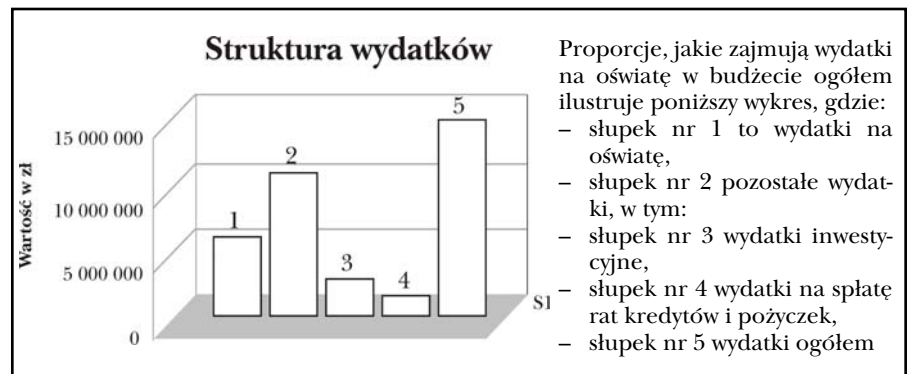 Struktura wydatków
Wartość w zł
15 000 000
10 000 000
5 000 000
0
1
2
3
4
5
S1
Proporcje, jakie zajmują wydatki
na oświatę w budżecie ogółem
ilustruje poniższy wykres, gdzie:
– słupek nr 1 to wydatki na
oświatę,
– słupek nr 2 pozostałe wydat-
ki, w tym:
– słupek nr 3 wydatki inwesty-
cyjne,
– słupek nr 4 wydatki na spłatę
rat kredytów i pożyczek,
– słupek nr 5 wydatki ogółem